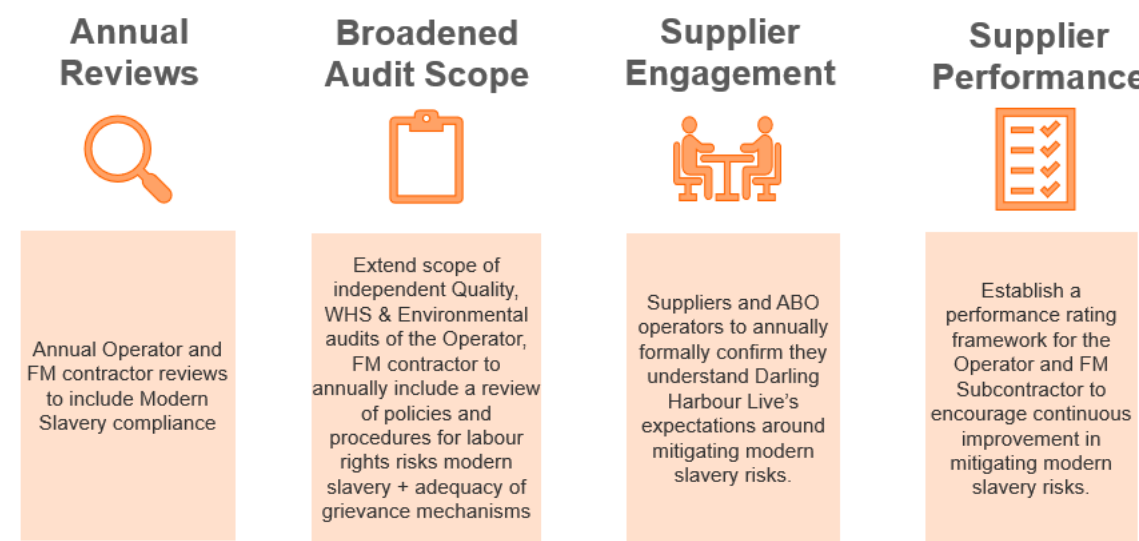 Annual
Reviews
Broadened
Audit Scope
Supplier
Engagement
Supplier
Performance
Annual Operator and
FM contractor reviews
to include Modern
Slavery compliance
Extend scope of
independent Quality,
WHS & Environmental
audits of the Operator,
FM contractor to
annually include a review
of policies and
procedures for labour
rights risks modern
slavery + adequacy of
grievance mechanisms
Suppliers and ABO
operators to annually
formally confirm they
understand Darling
Harbour Live’s
expectations around
mitigating modern
slavery risks.
Establish a
performance rating
framework for the
Operator and FM
Subcontractor to
encourage continuous
improvement in
mitigating modern
slavery risks.